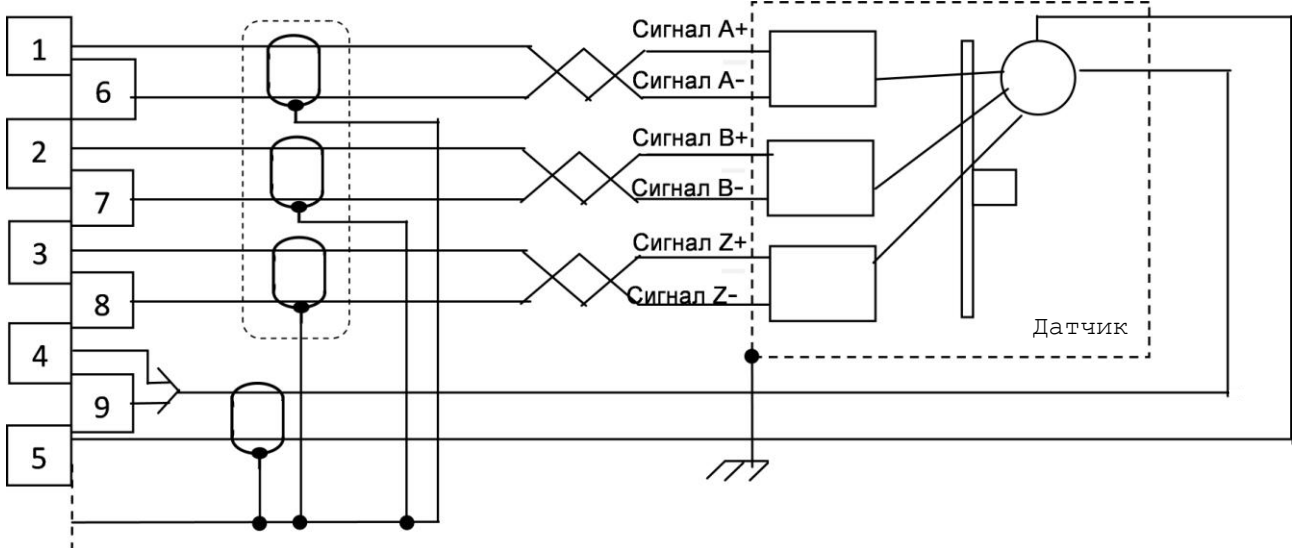 1
Сигнал A+
6
Сигнал A-
2
Сигнал B+
7
Сигнал B-
3
Сигнал Z+
8
Сигнал Z-
Датчик
4
9
5